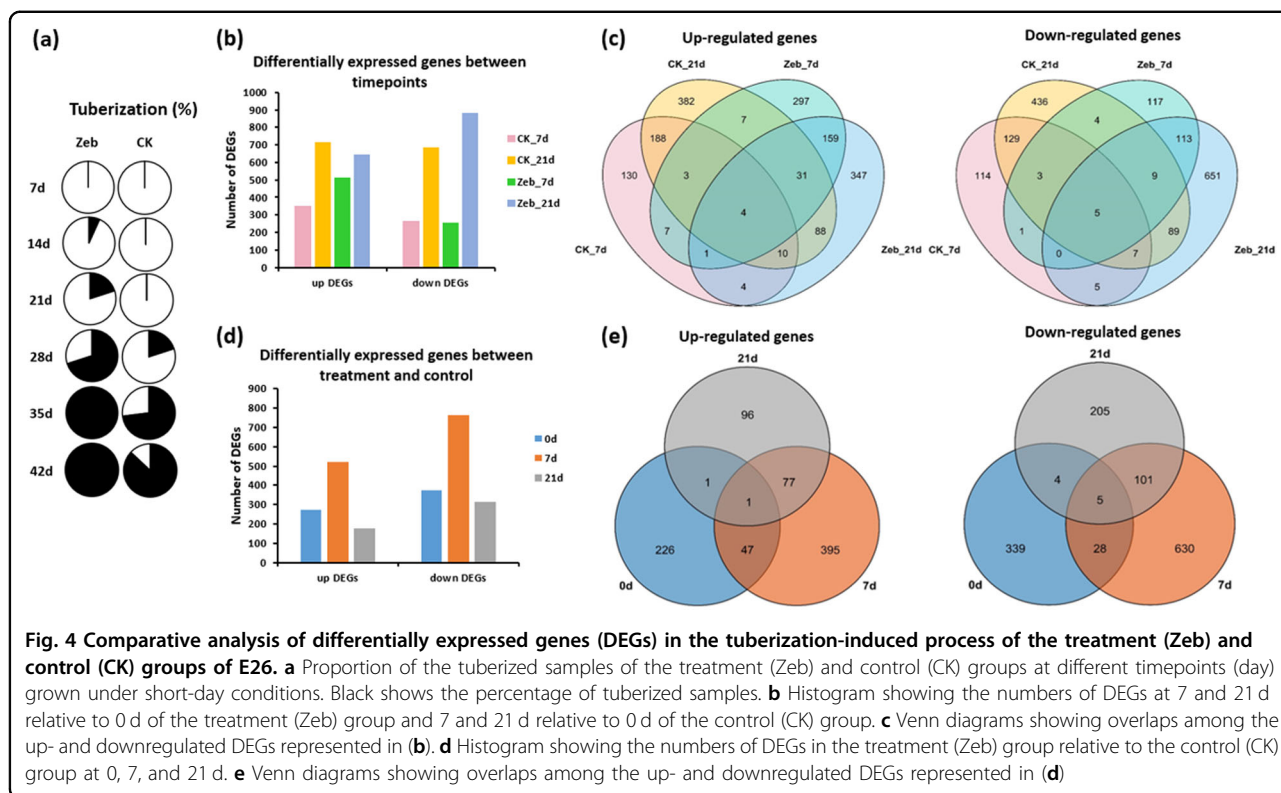 (a)
Tuberization (%)
Zeb CK
7d
14d
21d
28d
35d
42d
(b)
Differentially expressed genes between
timepoints
Number of DEGs
1000
900
800
700
600
500
400
300
200
100
0
up DEGs down DEGs
CK_7d
CK_21d
Zeb_7d
Zeb_21d
(c)
Up-regulated genes
CK_21d Zeb_7d
382 297
7
188 159
130 3 31 347
4
7 88
1 10
CK_7d Zeb_21d
4
Down-regulated genes
CK_21d Zeb_7d
436 117
4
129 113
114 3 9 651
5
1 89
0 7
CK_7d Zeb_21d
5
(d)
Differentially expressed genes between
treatment and control
Number of DEGs
900
800
700
600
500
400
300
200
100
0
up DEGs down DEGs
0d
7d
21d
(e)
Up-regulated genes
21d
96
1 77
1
226 47 395
0d 7d
Down-regulated genes
21d
205
4 101
5
339 28 630
0d 7d
Fig. 4 Comparative analysis of differentially expressed genes (DEGs) in the tuberization-induced process of the treatment (Zeb) and
control (CK) groups of E26. a Proportion of the tuberized samples of the treatment (Zeb) and control (CK) groups at different timepoints (day)
grown under short-day conditions. Black shows the percentage of tuberized samples. b Histogram showing the numbers of DEGs at 7 and 21 d
relative to 0 d of the treatment (Zeb) group and 7 and 21 d relative to 0 d of the control (CK) group. c Venn diagrams showing overlaps among the
up- and downregulated DEGs represented in (b). d Histogram showing the numbers of DEGs in the treatment (Zeb) group relative to the control (CK)
group at 0, 7, and 21 d. e Venn diagrams showing overlaps among the up- and downregulated DEGs represented in (d)